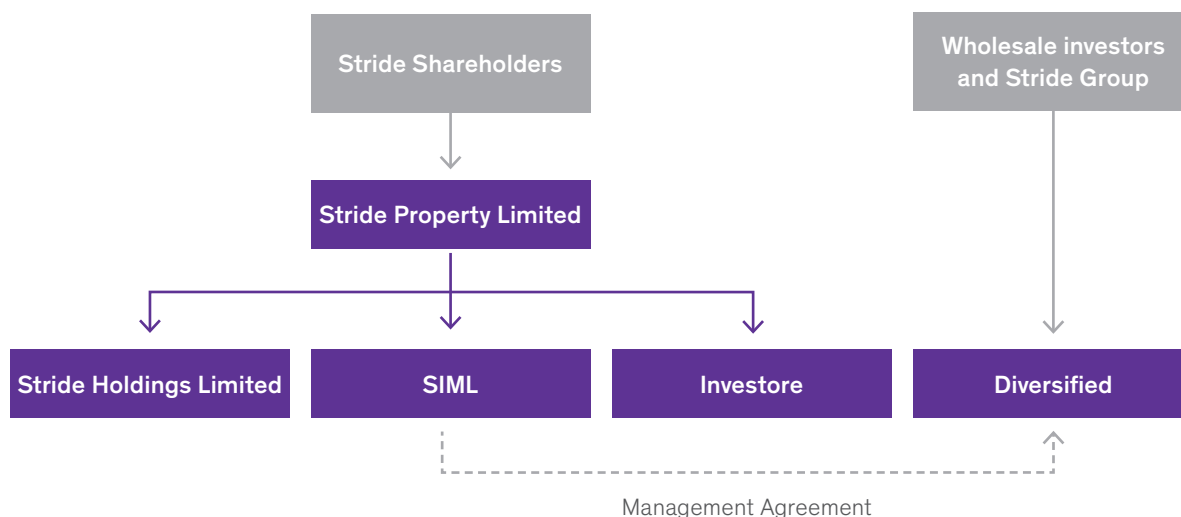 Stride Shareholders
Wholesale investors
and Stride Group
Stride Property Limited
Stride Holdings Limited
SIML
Investore
Diversified
Management Agreement